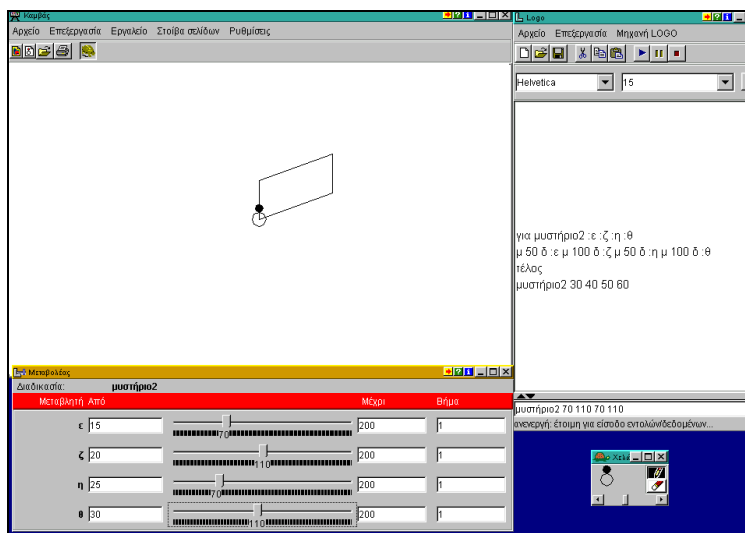 Καμβάς
Αρχείο Επεξεργασία Εργαλείο Στοίβα σελίδων Ρυθμίσεις
Logo
Αρχείο Επεξεργασία Μηχανή LOGO
Helvetica 15
για μυστήριο2 :ε :ζ :η :θ
μ 50 δ :ε μ 100 δ :ζ μ 50 δ :η μ 100 δ :θ
τέλος
μυστήριο2 30 40 50 60
Μεταβολέας
Διαδικασία: μυστήριο2
Μεταβλητή Από Μέχρι Βήμα
ε 15 70 200 1
ζ 20 110 200 1
η 25 70 200 1
θ 30 110 200 1
μυστήριο2 70 110 70 110
ανενεργή: έτοιμη για είσοδο εντολών/δεδομένων...